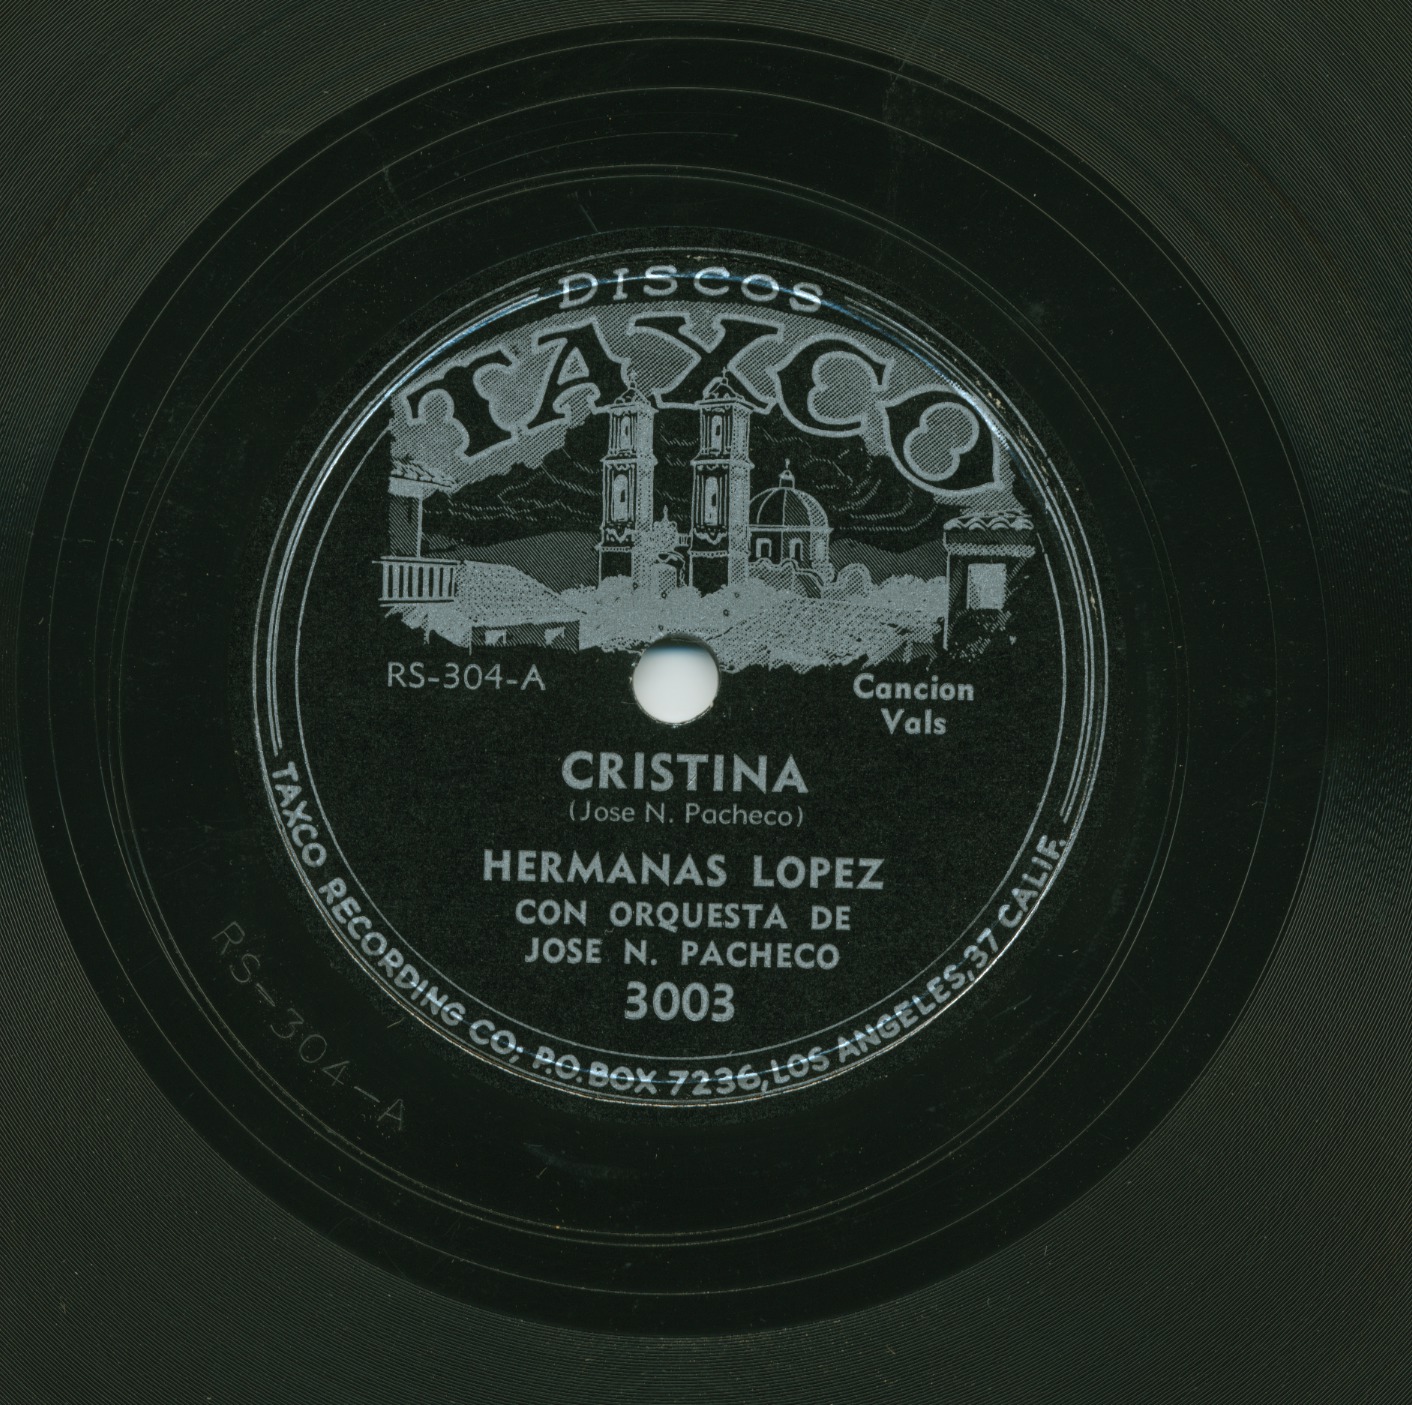 DISCOS
TAXCO
RS-304-A
Cancion
Vals
CRISTINA
(Jose N. Pacheco)
HERMANAS LOPEZ
CON ORQUESTA DE
JOSE N. PACHECO
3003
TAXCO RECORDING CO; P.O. BOX 7236, LOS ANGELES, 37 CALIF.
RS-304-A